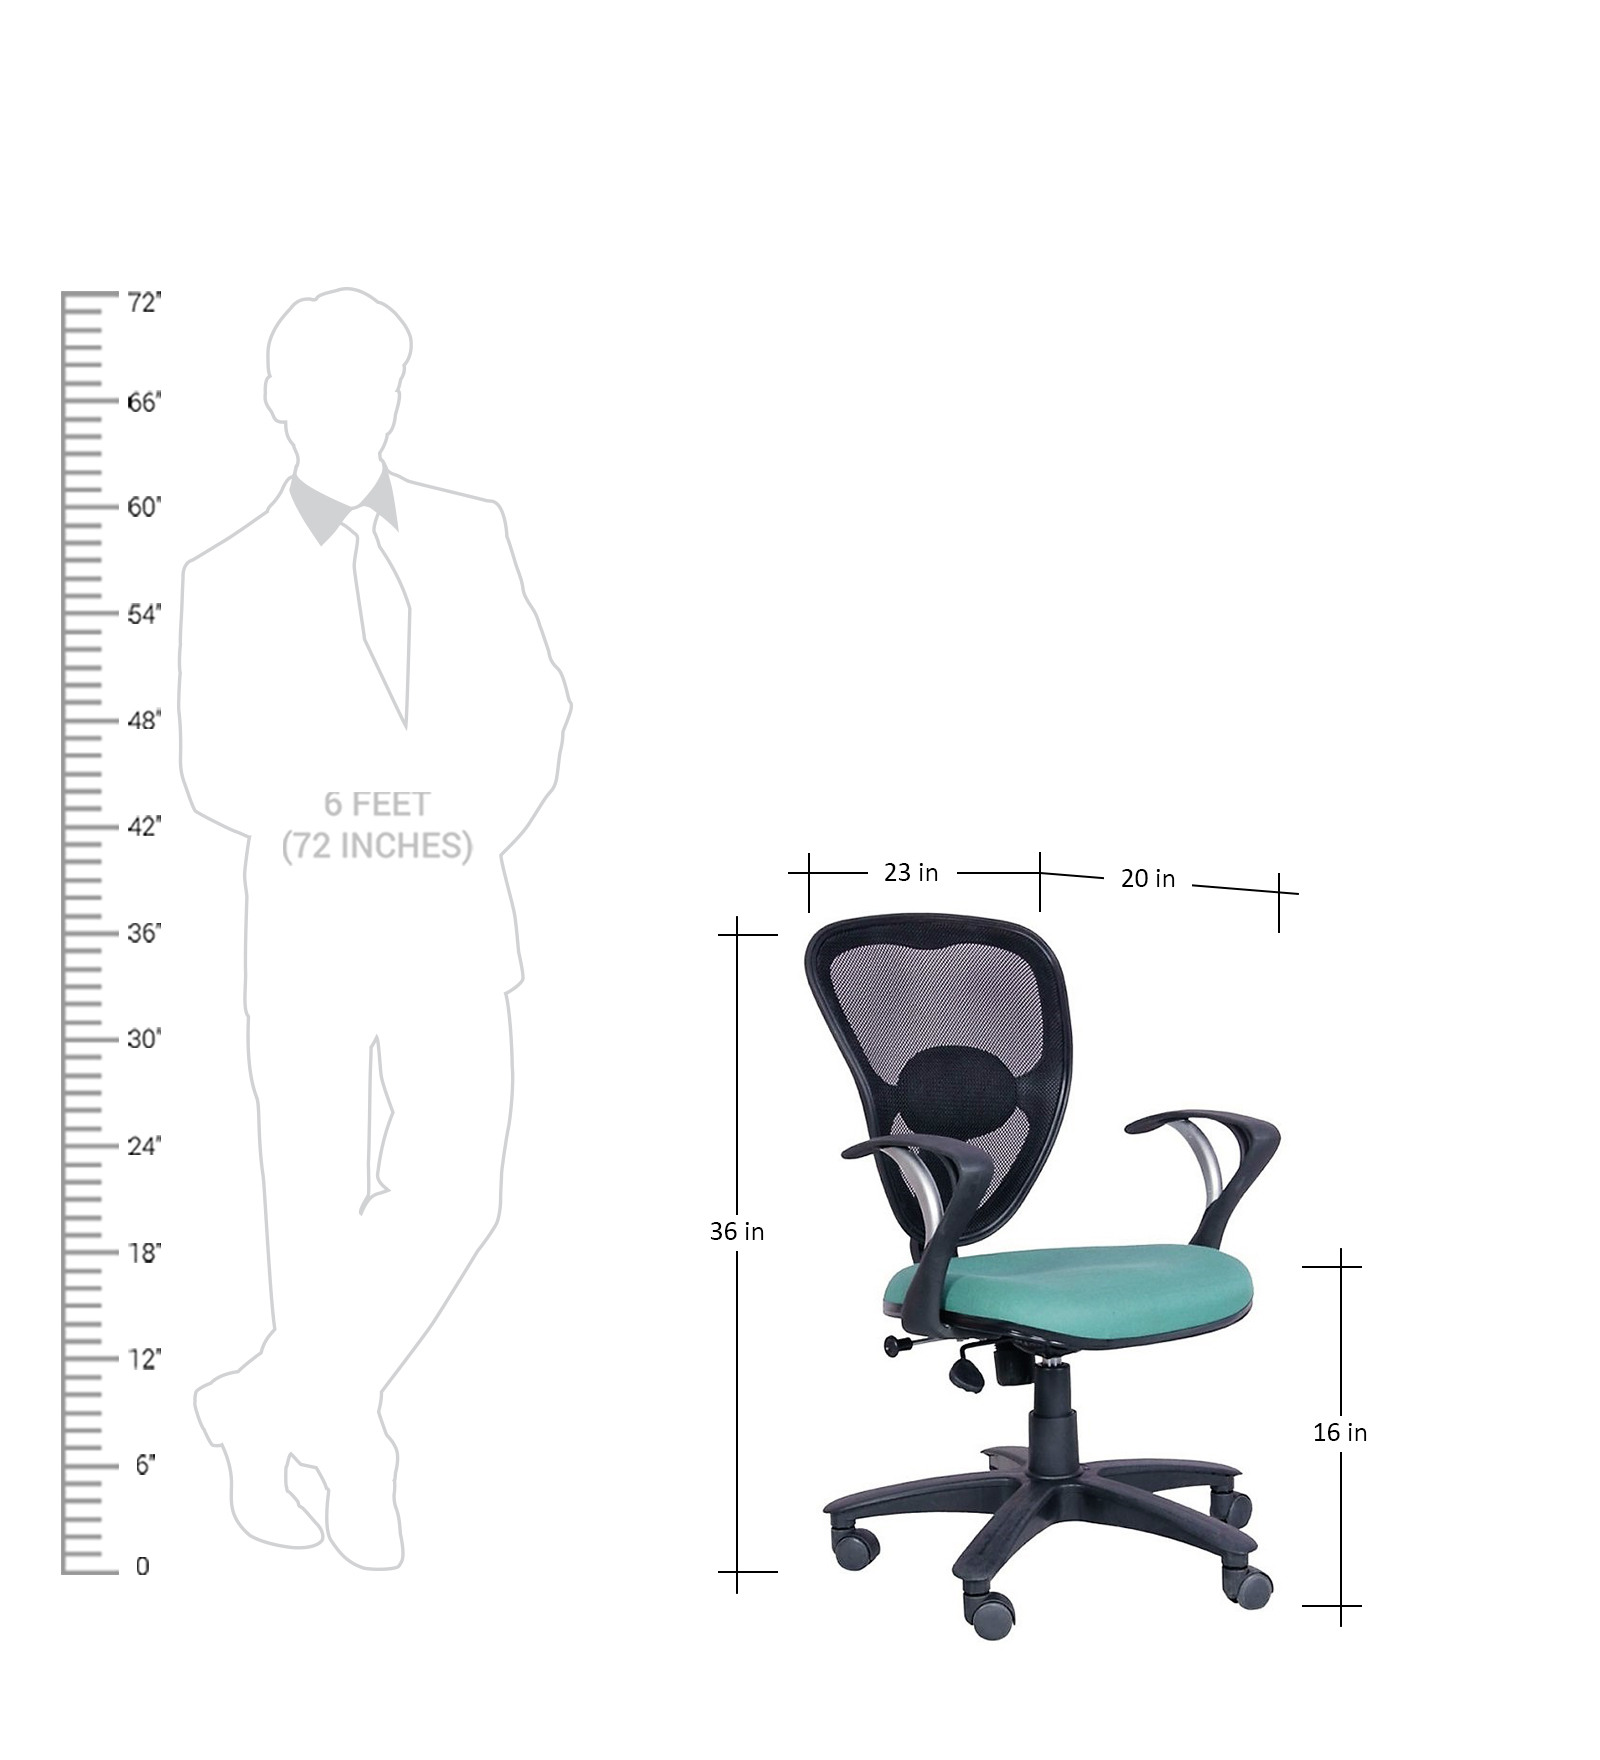 72"
66"
60"
54"
48"
42"
36"
30"
24"
18"
12"
6"
0
6 FEET
(72 INCHES)
23 in
20 in
36 in
16 in